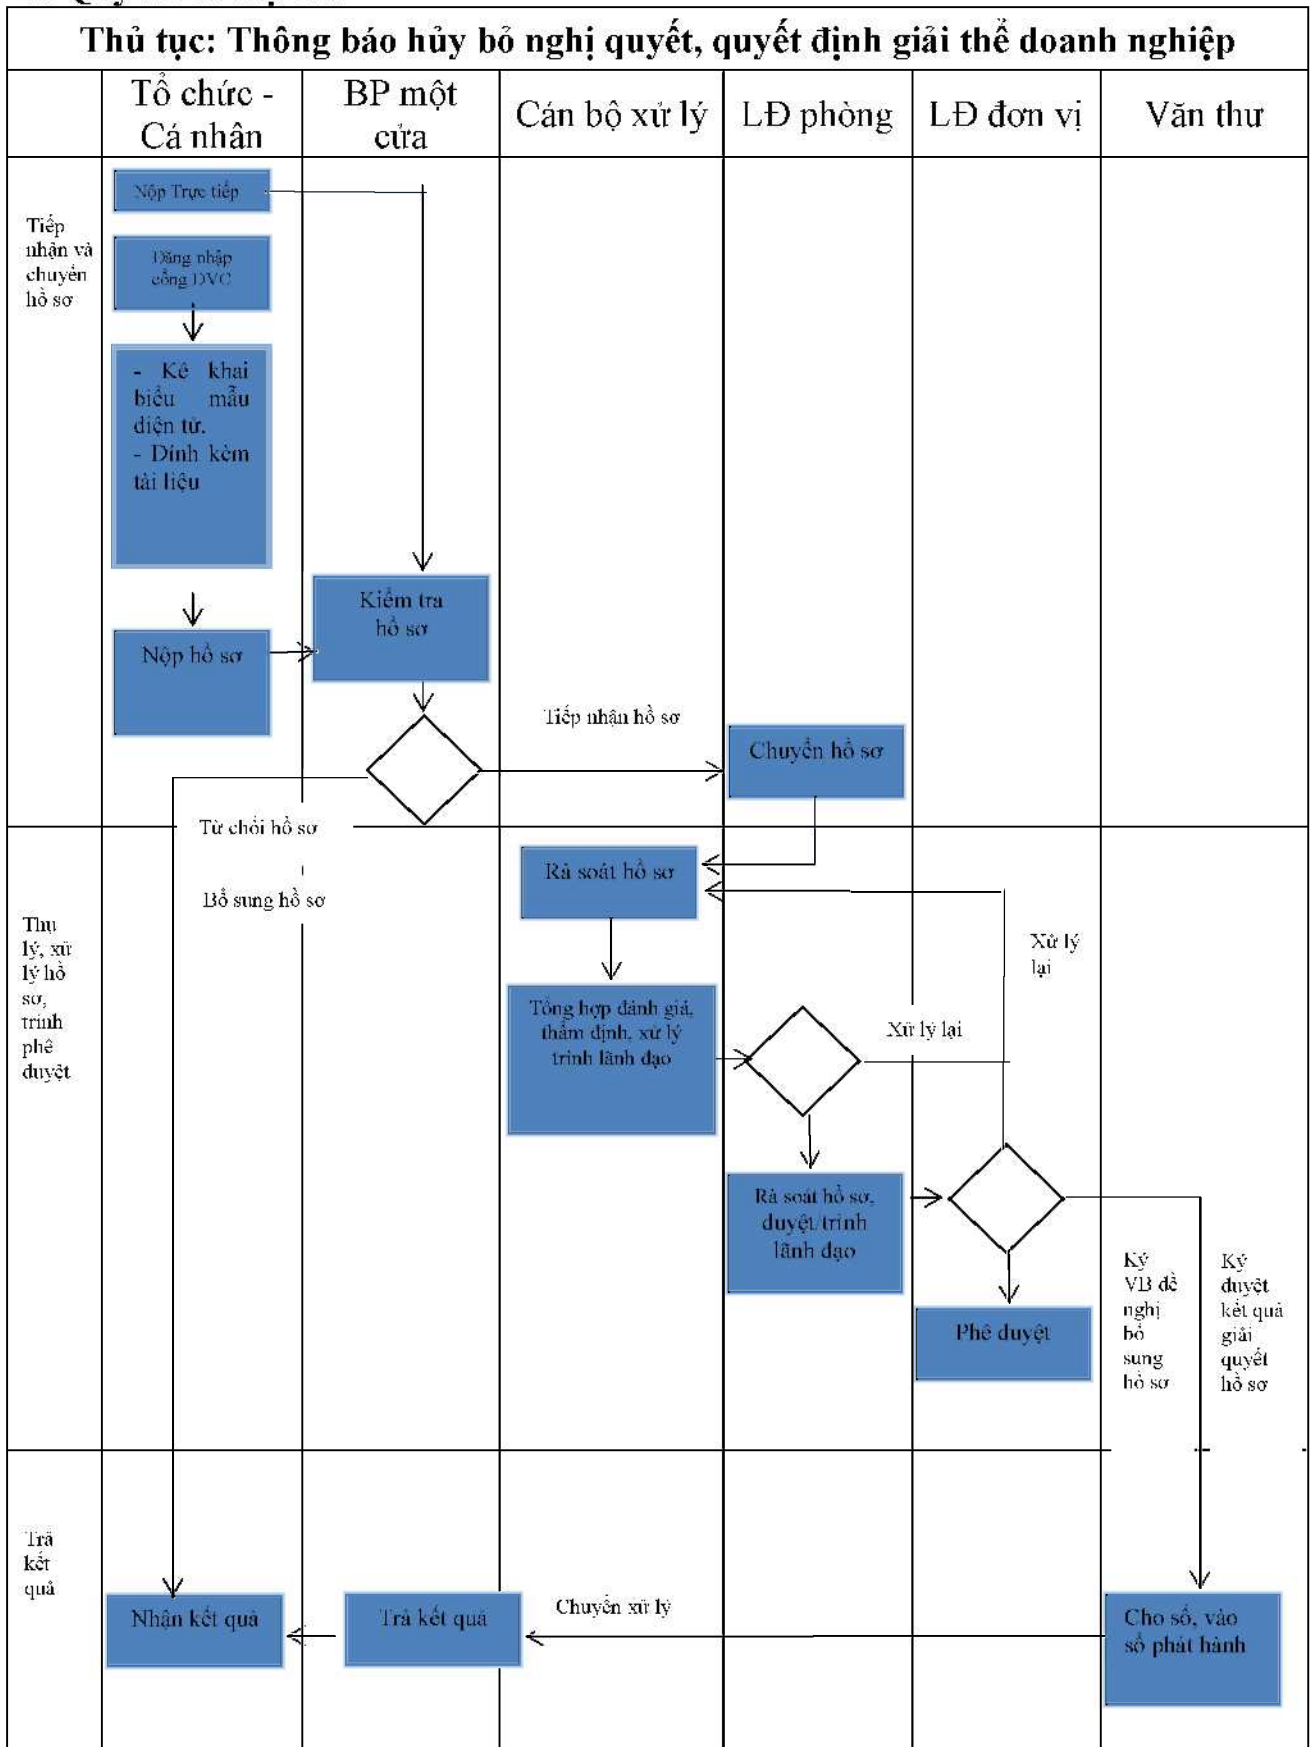 Thủ tục: Thông báo hủy bỏ nghị quyết, quyết định giải thể doanh nghiệp
Tổ chức -
Cá nhân
BP một
cửa
Cán bộ xử lý
LĐ phòng
LĐ đơn vị
Văn thư
Tiếp
nhận và
chuyển
hồ sơ
Nộp Trực tiếp
Đăng nhập
cổng DVC
- Kê khai
biểu mẫu
điện tử.
- Đính kèm
tài liệu
Nộp hồ sơ
Kiểm tra
hồ sơ
Tiếp nhận hồ sơ
Chuyển hồ sơ
Từ chối hồ sơ
Bổ sung hồ sơ
Thụ
lý, xử
lý hồ
sơ,
trình
phê
duyệt
Rà soát hồ sơ
Xử lý
lại
Tổng hợp đánh giá,
thẩm định, xử lý
trình lãnh đạo
Xử lý lại
Rà soát hồ sơ,
duyệt/trình
lãnh đạo
Phê duyệt
Ký
VB đề
nghị
bổ
sung
hồ sơ
Ký
duyệt
kết quả
giải
quyết
hồ sơ
Trả
kết
quả
Nhận kết quả
Trả kết quả
Chuyển xử lý
Cho số, vào
sổ phát hành